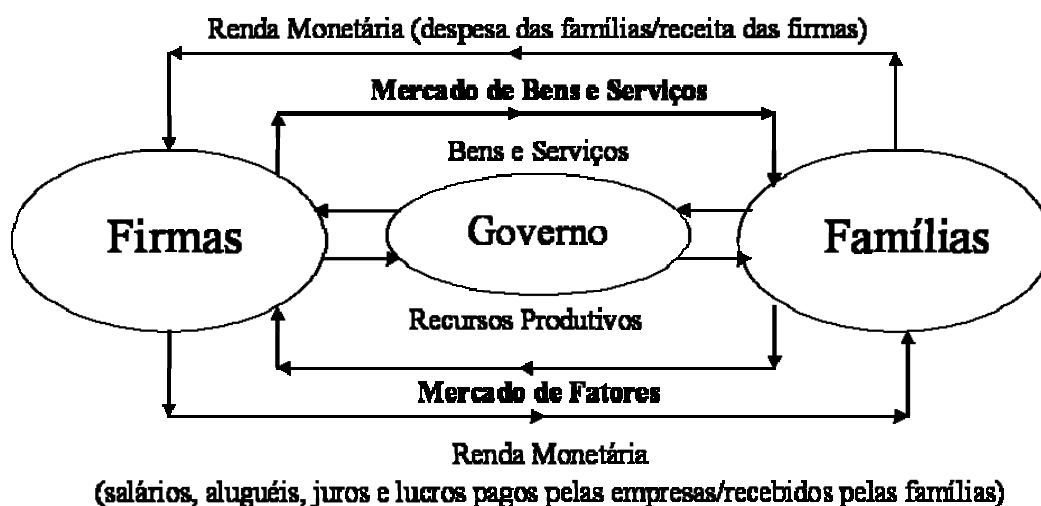 Renda Monetária (despesa das famílias/receita das firmas)
Mercado de Bens e Serviços
Bens e Serviços
Firmas
Governo
Famílias
Recursos Produtivos
Mercado de Fatores
Renda Monetária
(salários, aluguéis, juros e lucros pagos pelas empresas/recebidos pelas famílias)